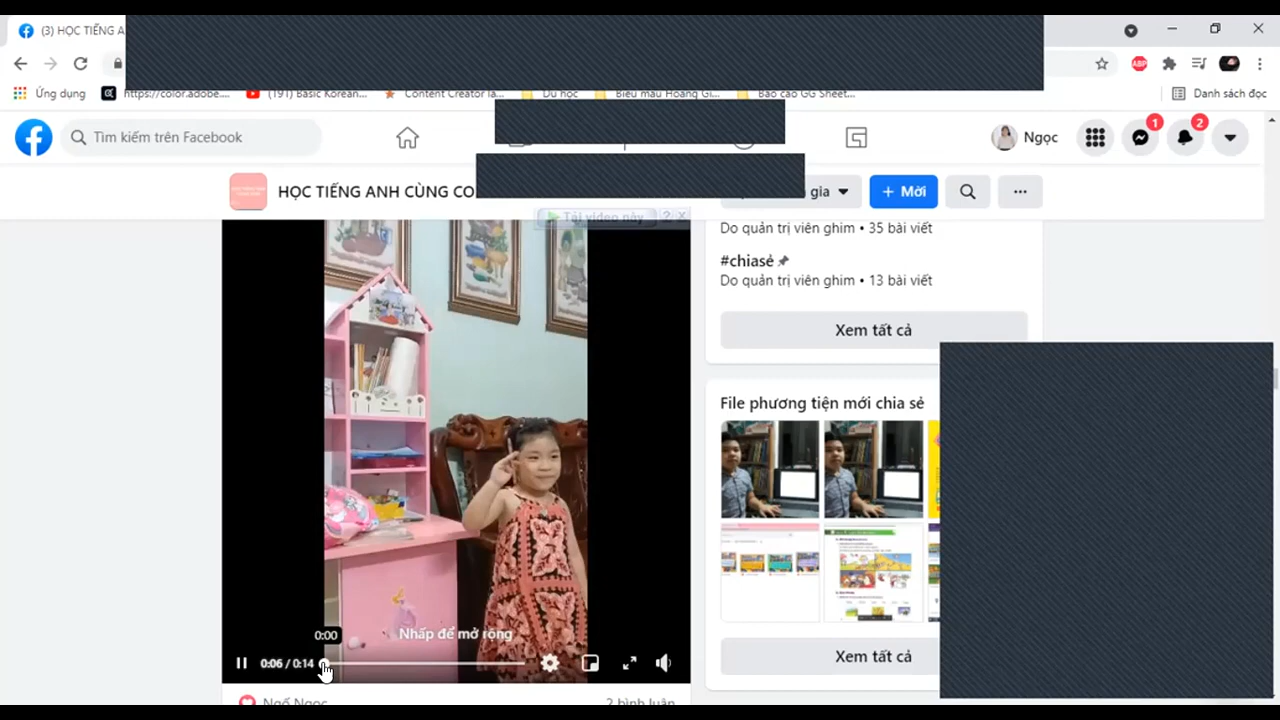 (3) HỌC TIẾNG A
Ứng dụng
https://color.adobe....
(191) Basic Korean...
Content Creator là...
Du học
Biểu mẫu Hoàng Gi...
Báo cáo GG Sheet...
Danh sách đọc
Tìm kiếm trên Facebook
Ngọc
1
2
HỌC TIẾNG ANH CÙNG CO
gia
+ Mời
Tải video này
? X
Do quản trị viên ghim • 35 bài viết
#chiasẻ
Do quản trị viên ghim • 13 bài viết
Xem tất cả
File phương tiện mới chia sẻ
0:00
Nhấp để mở rộng
0:06 / 0:14
Xem tất cả
Ngố Ngọc
2 bình luận